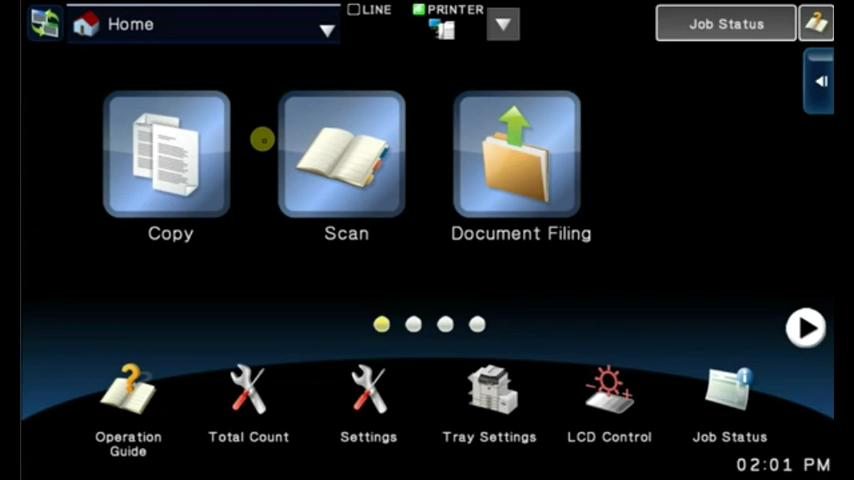 Home
LINE
PRINTER
Job Status
Copy
Scan
Document Filing
Operation
Guide
Total Count
Settings
Tray Settings
LCD Control
Job Status
02:01 PM